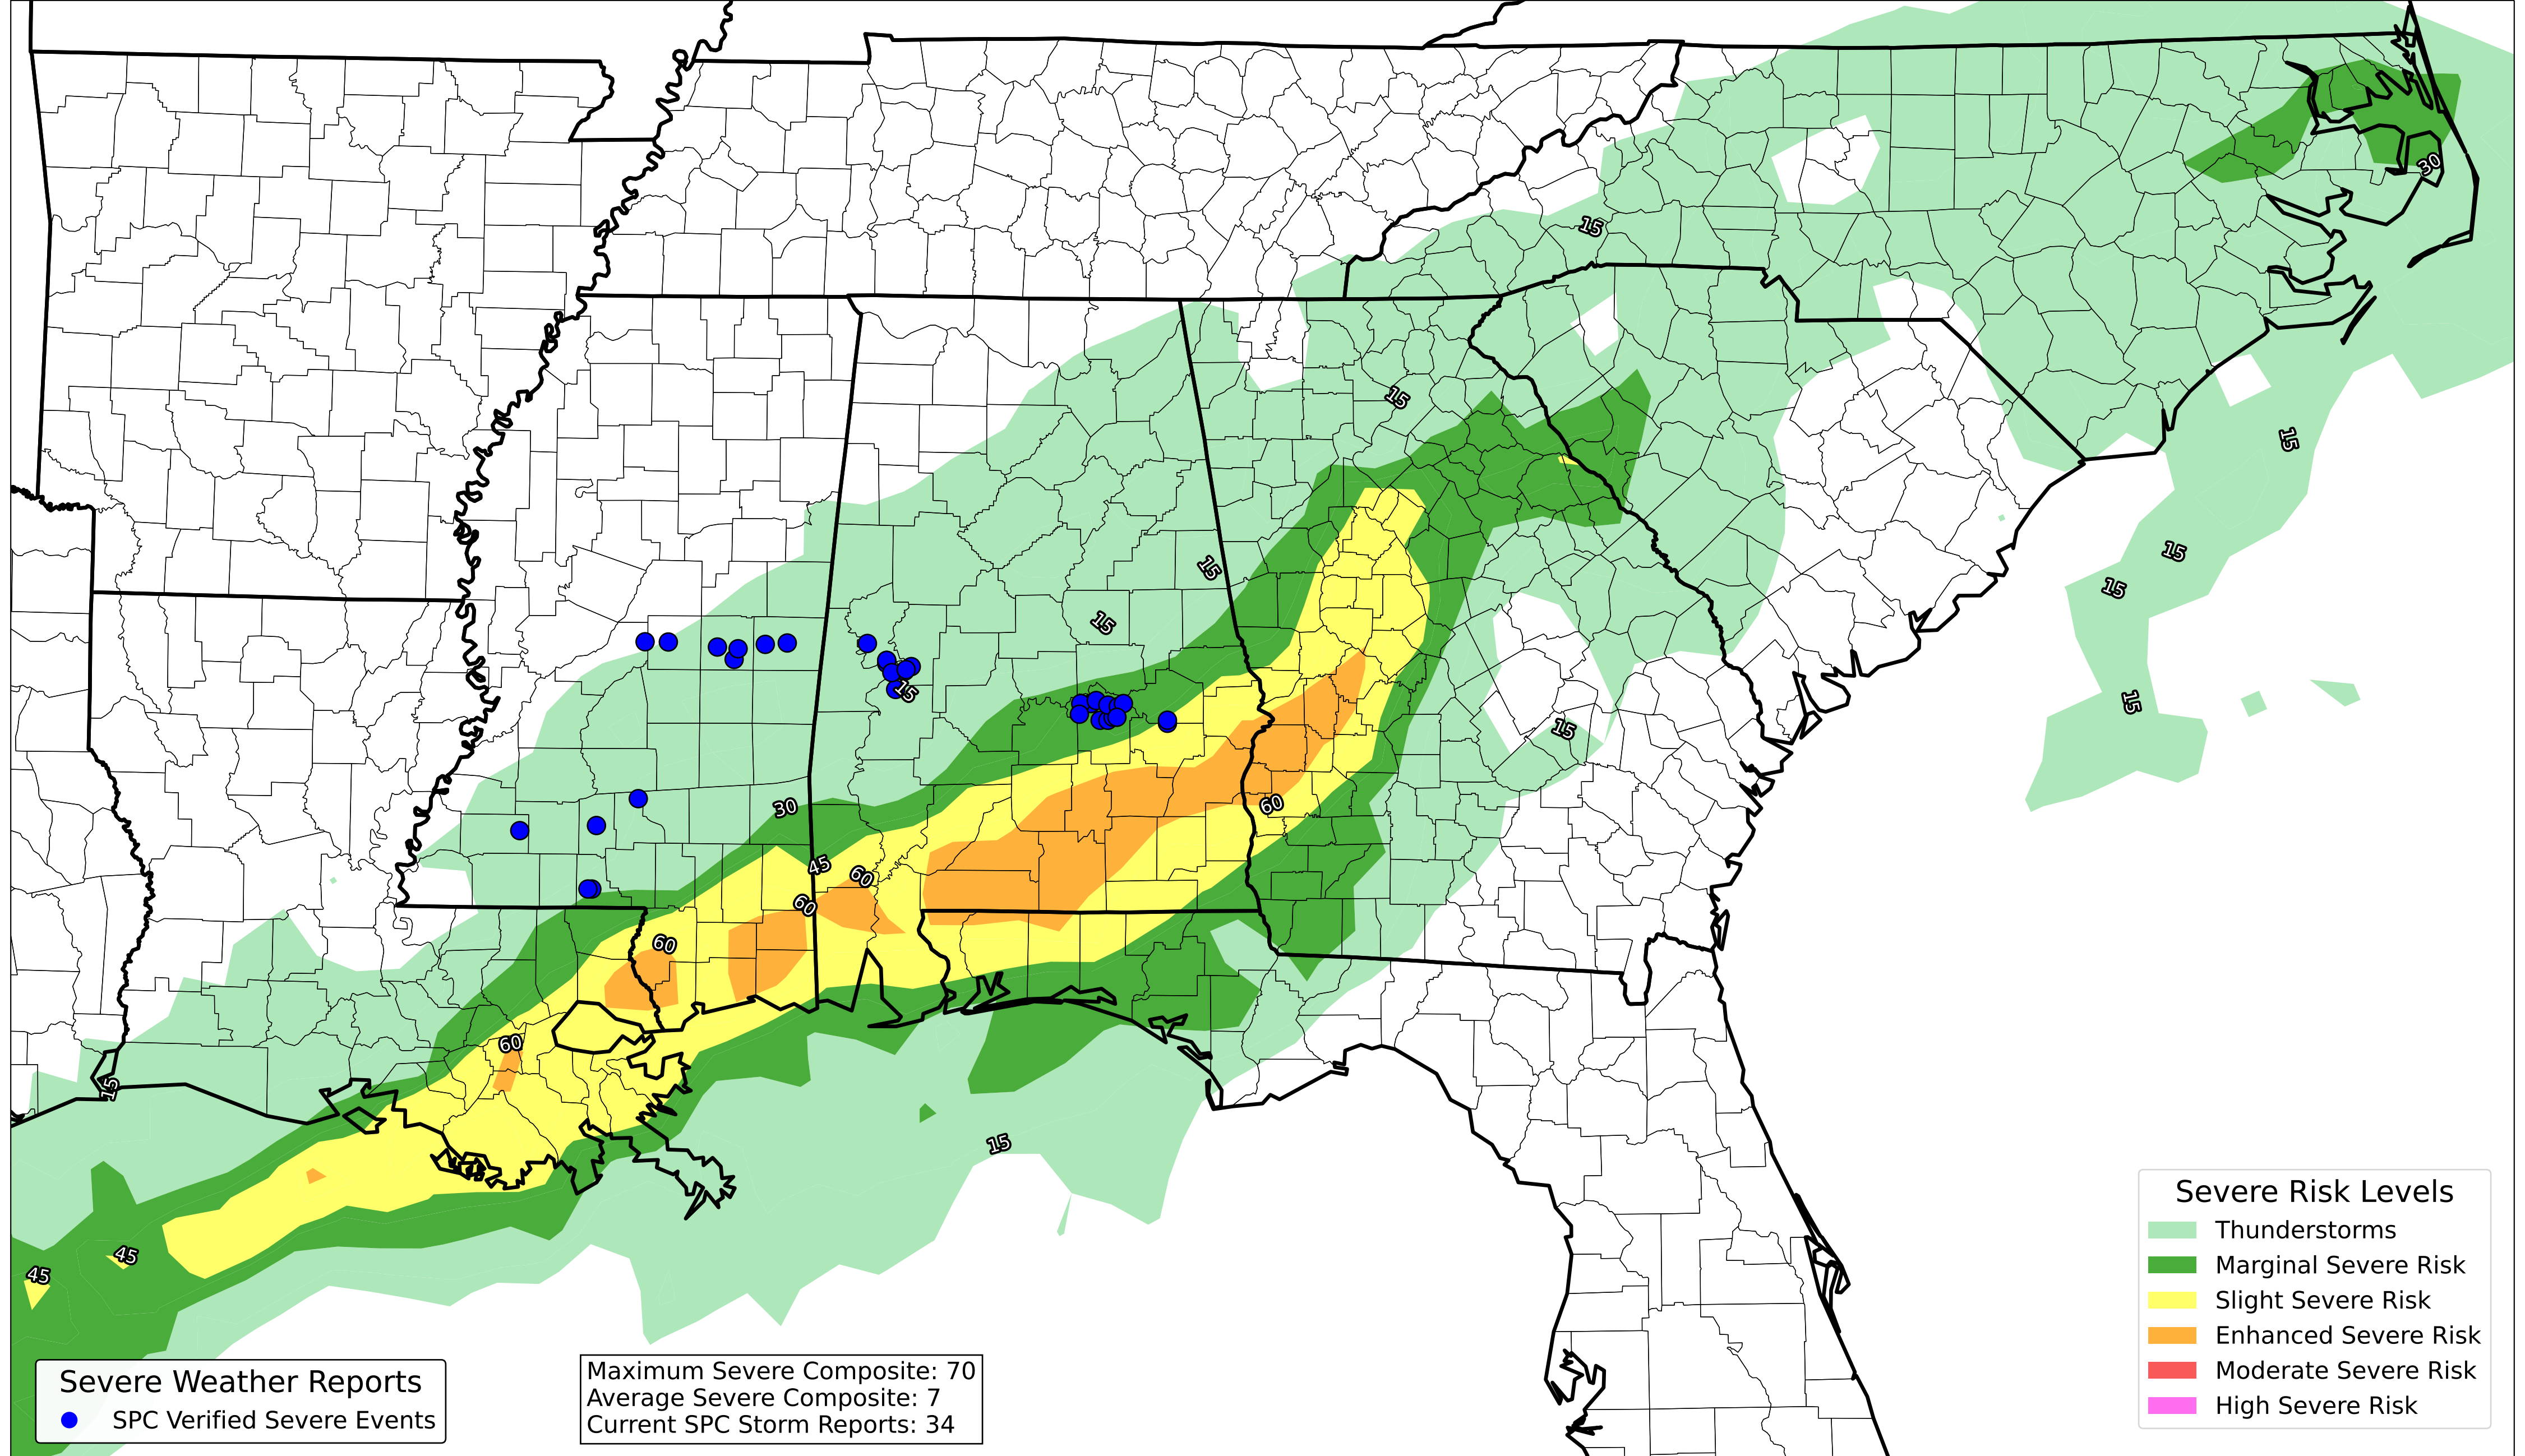 30
15
15
15
15
15
15
15
15
15
15
30
60
45
60
60
60
60
15
15
45
45
Severe Weather Reports
SPC Verified Severe Events
Maximum Severe Composite: 70
Average Severe Composite: 7
Current SPC Storm Reports: 34
Severe Risk Levels
Thunderstorms
Marginal Severe Risk
Slight Severe Risk
Enhanced Severe Risk
Moderate Severe Risk
High Severe Risk